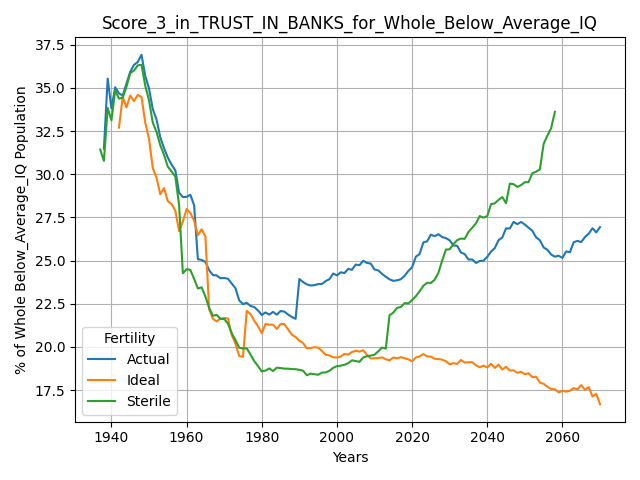 Score_3_in_TRUST_IN_BANKS_for_Whole_Below_Average_IQ
% of Whole Below_Average_IQ Population
37.5
35.0
32.5
30.0
27.5
25.0
22.5
20.0
17.5
Fertility
Actual
Ideal
Sterile
1940
1960
1980
2000
2020
2040
2060
Years